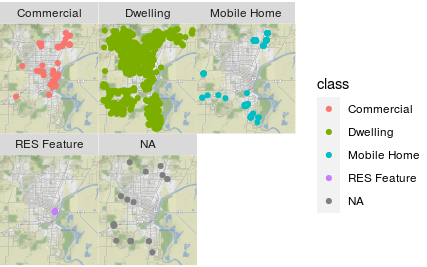 Commercial
Dwelling
Mobile Home
RES Feature
NA
class
Commercial
Dwelling
Mobile Home
RES Feature
NA